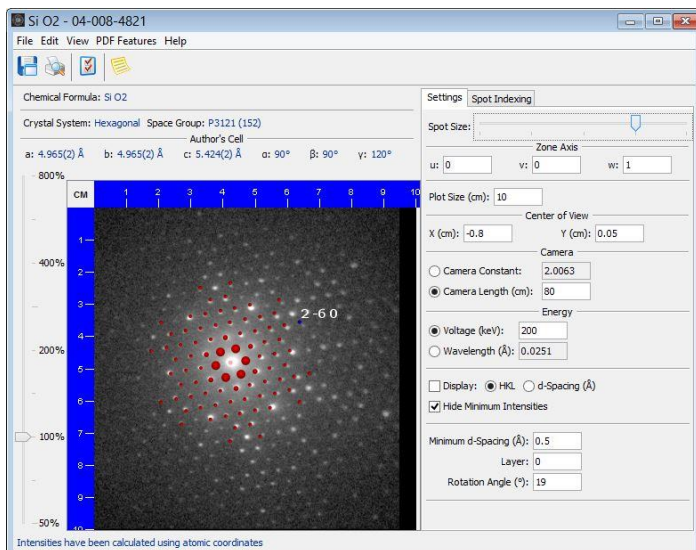 Si O2 - 04-008-4821
File Edit View PDF Features Help
Chemical Formula: Si O2
Crystal System: Hexagonal Space Group: P3121 (152)
Author's Cell
a: 4.965(2) Å b: 4.965(2) Å c: 5.424(2) Å α: 90° β: 90° γ: 120°
800%
400%
200%
100%
50%
CM 1 2 3 4 5 6 7 8 9 10
1
2
3
4
5
6
7
8
9
10
2 -6 0
Intensities have been calculated using atomic coordinates
Settings Spot Indexing
Spot Size:
Zone Axis
u: 0 v: 0 w: 1
Plot Size (cm): 10
Center of View
X (cm): -0.8 Y (cm): 0.05
Camera
Camera Constant: 2.0063
Camera Length (cm): 80
Energy
Voltage (keV): 200
Wavelength (Å): 0.0251
Display: HKL d-Spacing (Å)
Hide Minimum Intensities
Minimum d-Spacing (Å): 0.5
Layer: 0
Rotation Angle (°): 19